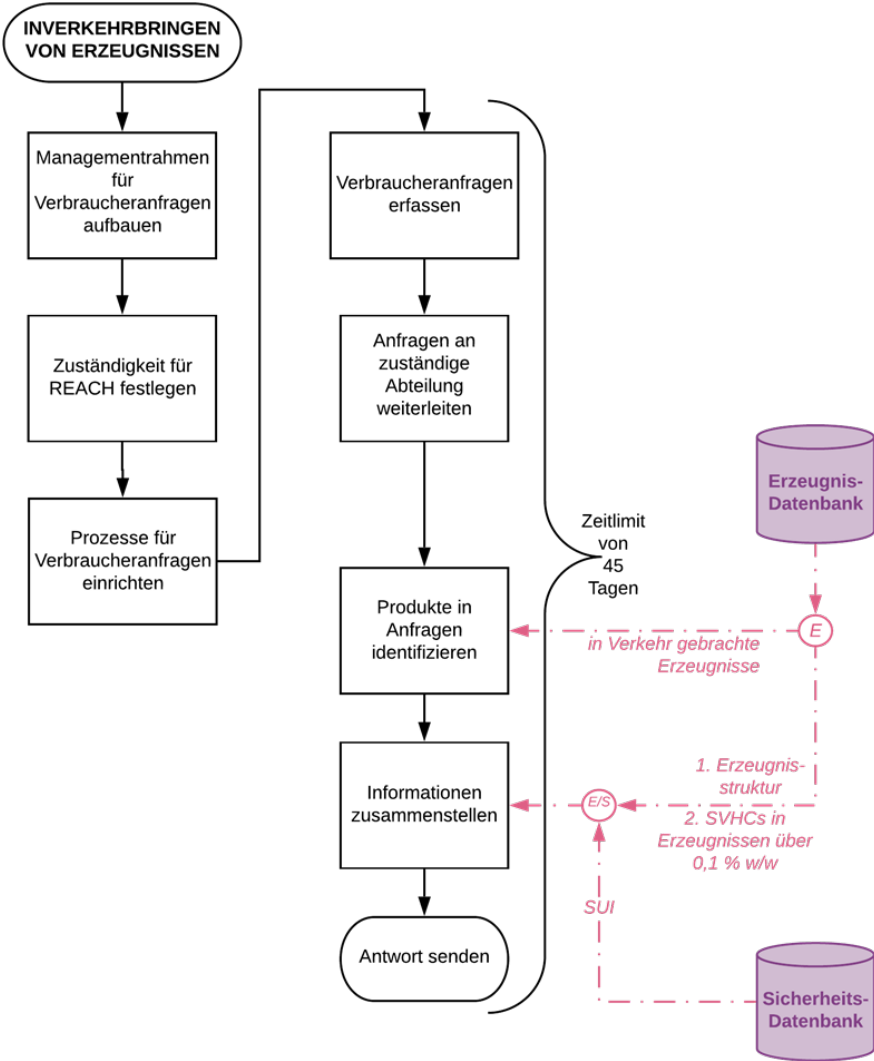 INVERKEHRBRINGEN
VON ERZEUGNISSEN
Managementrahmen
für
Verbraucheranfragen
aufbauen
Zuständigkeit für
REACH festlegen
Prozesse für
Verbraucheranfragen
einrichten
Verbraucheranfragen
erfassen
Anfragen an
zuständige
Abteilung
weiterleiten
Produkte in
Anfragen
identifizieren
Informationen
zusammenstellen
Antwort senden
Zeitlimit
von
45
Tagen
Erzeugnis-
Datenbank
E
in Verkehr gebrachte
Erzeugnisse
1. Erzeugnis-
struktur
E/S
2. SVHCs in
Erzeugnissen über
0,1 % w/w
SUI
Sicherheits-
Datenbank